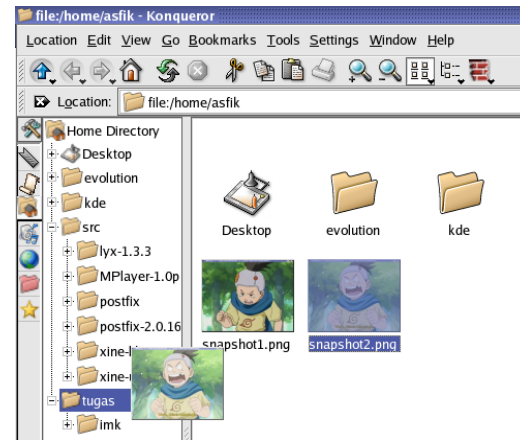 file:/home/asfik - Konqueror
Location Edit View Go Bookmarks Tools Settings Window Help
Location: file:/home/asfik
Home Directory
Desktop
evolution
kde
src
lyx-1.3.3
MPlayer-1.0p
postfix
postfix-2.0.16
tugas
imk
Desktop
evolution
kde
snapshot1.png
snapshot2.png